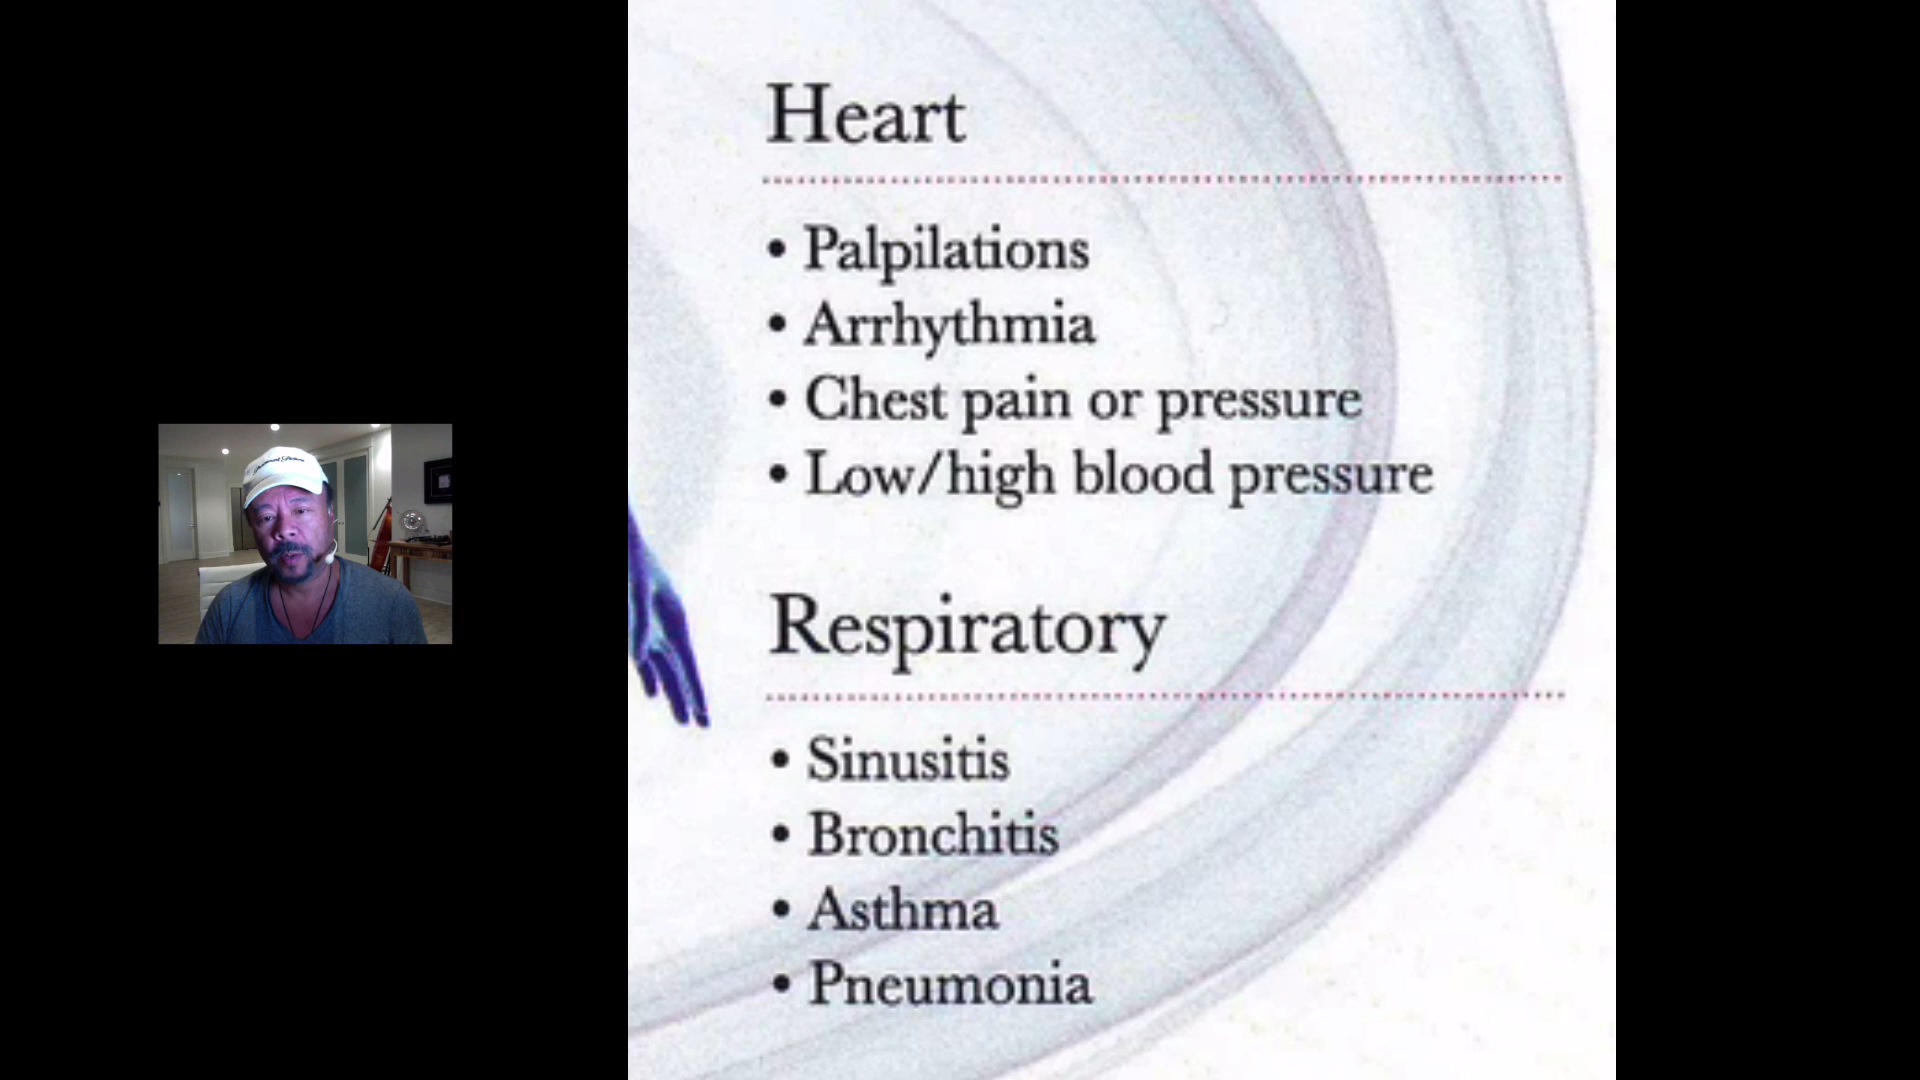 Heart
• Palpilations
• Arrhythmia
• Chest pain or pressure
• Low/high blood pressure
Respiratory
• Sinusitis
• Bronchitis
• Asthma
• Pneumonia